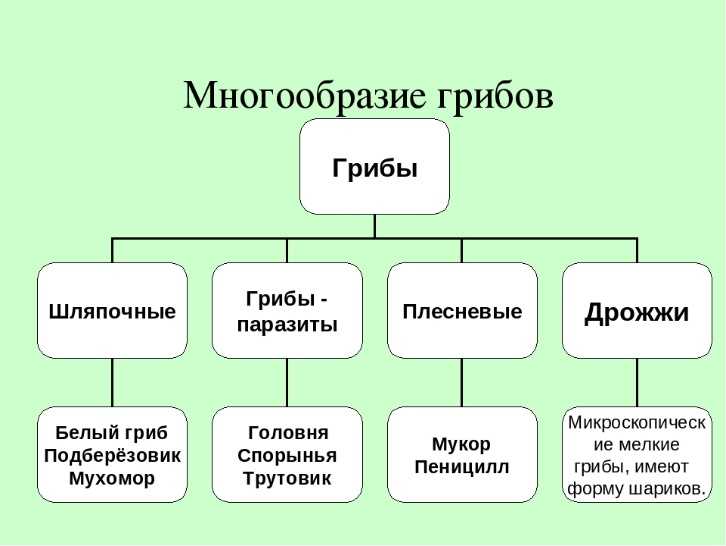 Многообразие грибов
Грибы
Шляпочные
Грибы -
паразиты
Плесневые
Дрожжи
Белый гриб
Подберёзовик
Мухомор
Головня
Спорынья
Трутовик
Мукор
Пеницилл
Микроскопическ
ие мелкие
грибы, имеют
форму шариков.